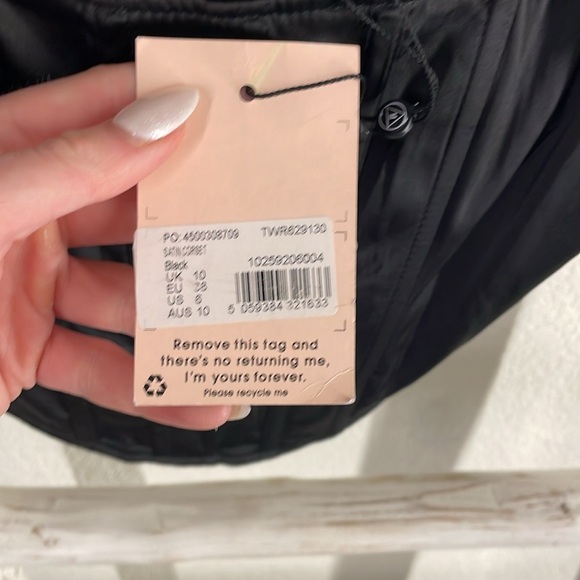 PO: 4500308709 TWR629130
SATIN CORSET
Black 10259206004
UK 10
EU 38
US 6
AUS 10 5 059384 321633
Remove this tag and
there's no returning me,
I'm yours forever.
Please recycle me